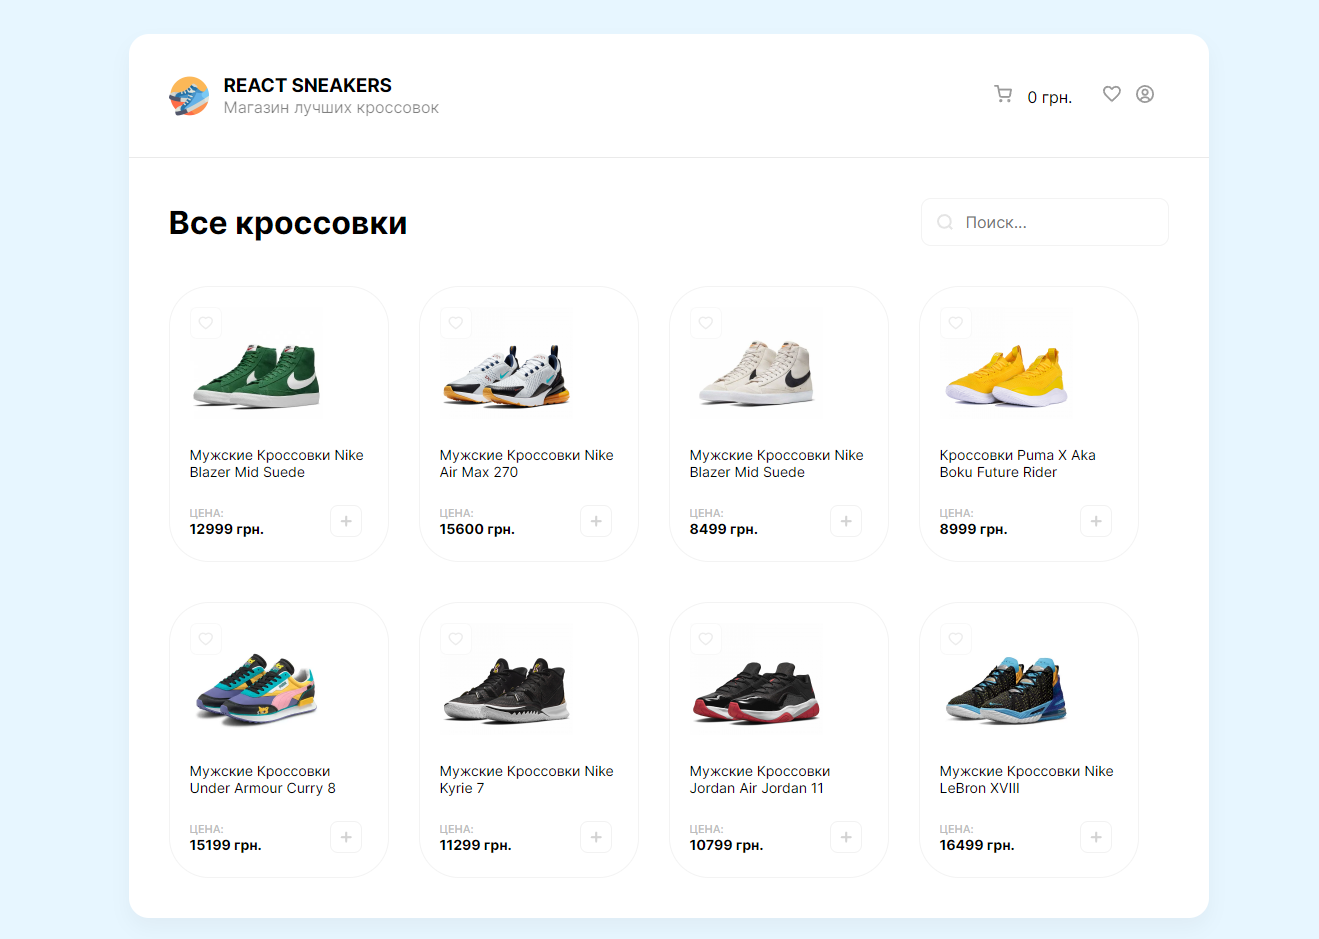 REACT SNEAKERS
Магазин лучших кроссовок
0 грн.
Все кроссовки
Поиск...
Мужские Кроссовки Nike
Blazer Mid Suede
ЦЕНА:
12999 грн.
Мужские Кроссовки Nike
Air Max 270
ЦЕНА:
15600 грн.
Мужские Кроссовки Nike
Blazer Mid Suede
ЦЕНА:
8499 грн.
Кроссовки Puma X Aka
Boku Future Rider
ЦЕНА:
8999 грн.
Мужские Кроссовки
Under Armour Curry 8
ЦЕНА:
15199 грн.
Мужские Кроссовки Nike
Kyrie 7
ЦЕНА:
11299 грн.
Мужские Кроссовки
Jordan Air Jordan 11
ЦЕНА:
10799 грн.
Мужские Кроссовки Nike
LeBron XVIII
ЦЕНА:
16499 грн.